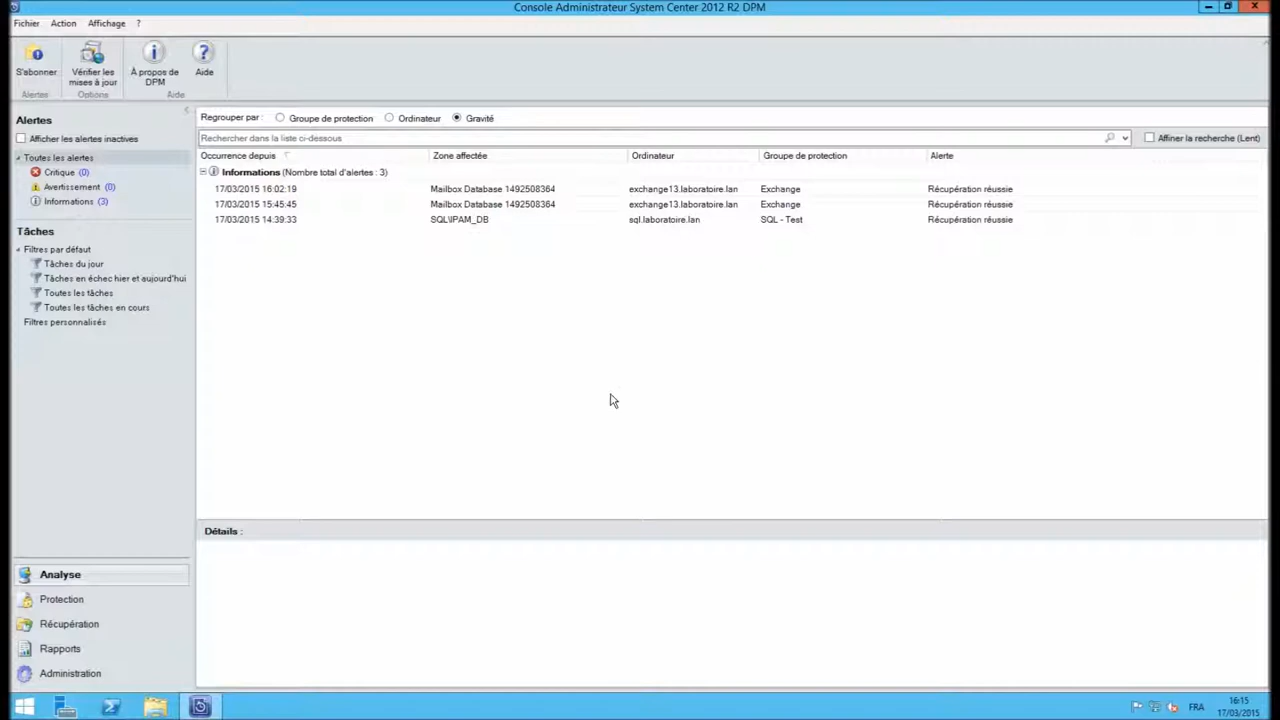 Console Administrateur System Center 2012 R2 DPM
Fichier Action Affichage ?
S'abonner
Vérifier les mises à jour
À propos de DPM
Aide
Alertes
Options
Aide
Alertes
Afficher les alertes inactives
Toutes les alertes
Critique (0)
Avertissement (0)
Informations (3)
Tâches
Filtres par défaut
Tâches du jour
Tâches en échec hier et aujourd'hui
Toutes les tâches
Toutes les tâches en cours
Filtres personnalisés
Analyse
Protection
Récupération
Rapports
Administration
Regrouper par : Groupe de protection Ordinateur Gravité
Rechercher dans la liste ci-dessous Affiner la recherche (Lent)
Occurrence depuis Zone affectée Ordinateur Groupe de protection Alerte
Informations (Nombre total d'alertes : 3)
17/03/2015 16:02:19 Mailbox Database 1492508364 exchange13.laboratoire.lan Exchange Récupération réussie
17/03/2015 15:45:45 Mailbox Database 1492508364 exchange13.laboratoire.lan Exchange Récupération réussie
17/03/2015 14:39:33 SQL\IPAM_DB sql.laboratoire.lan SQL - Test Récupération réussie
Détails :
FRA
16:15
17/03/2015